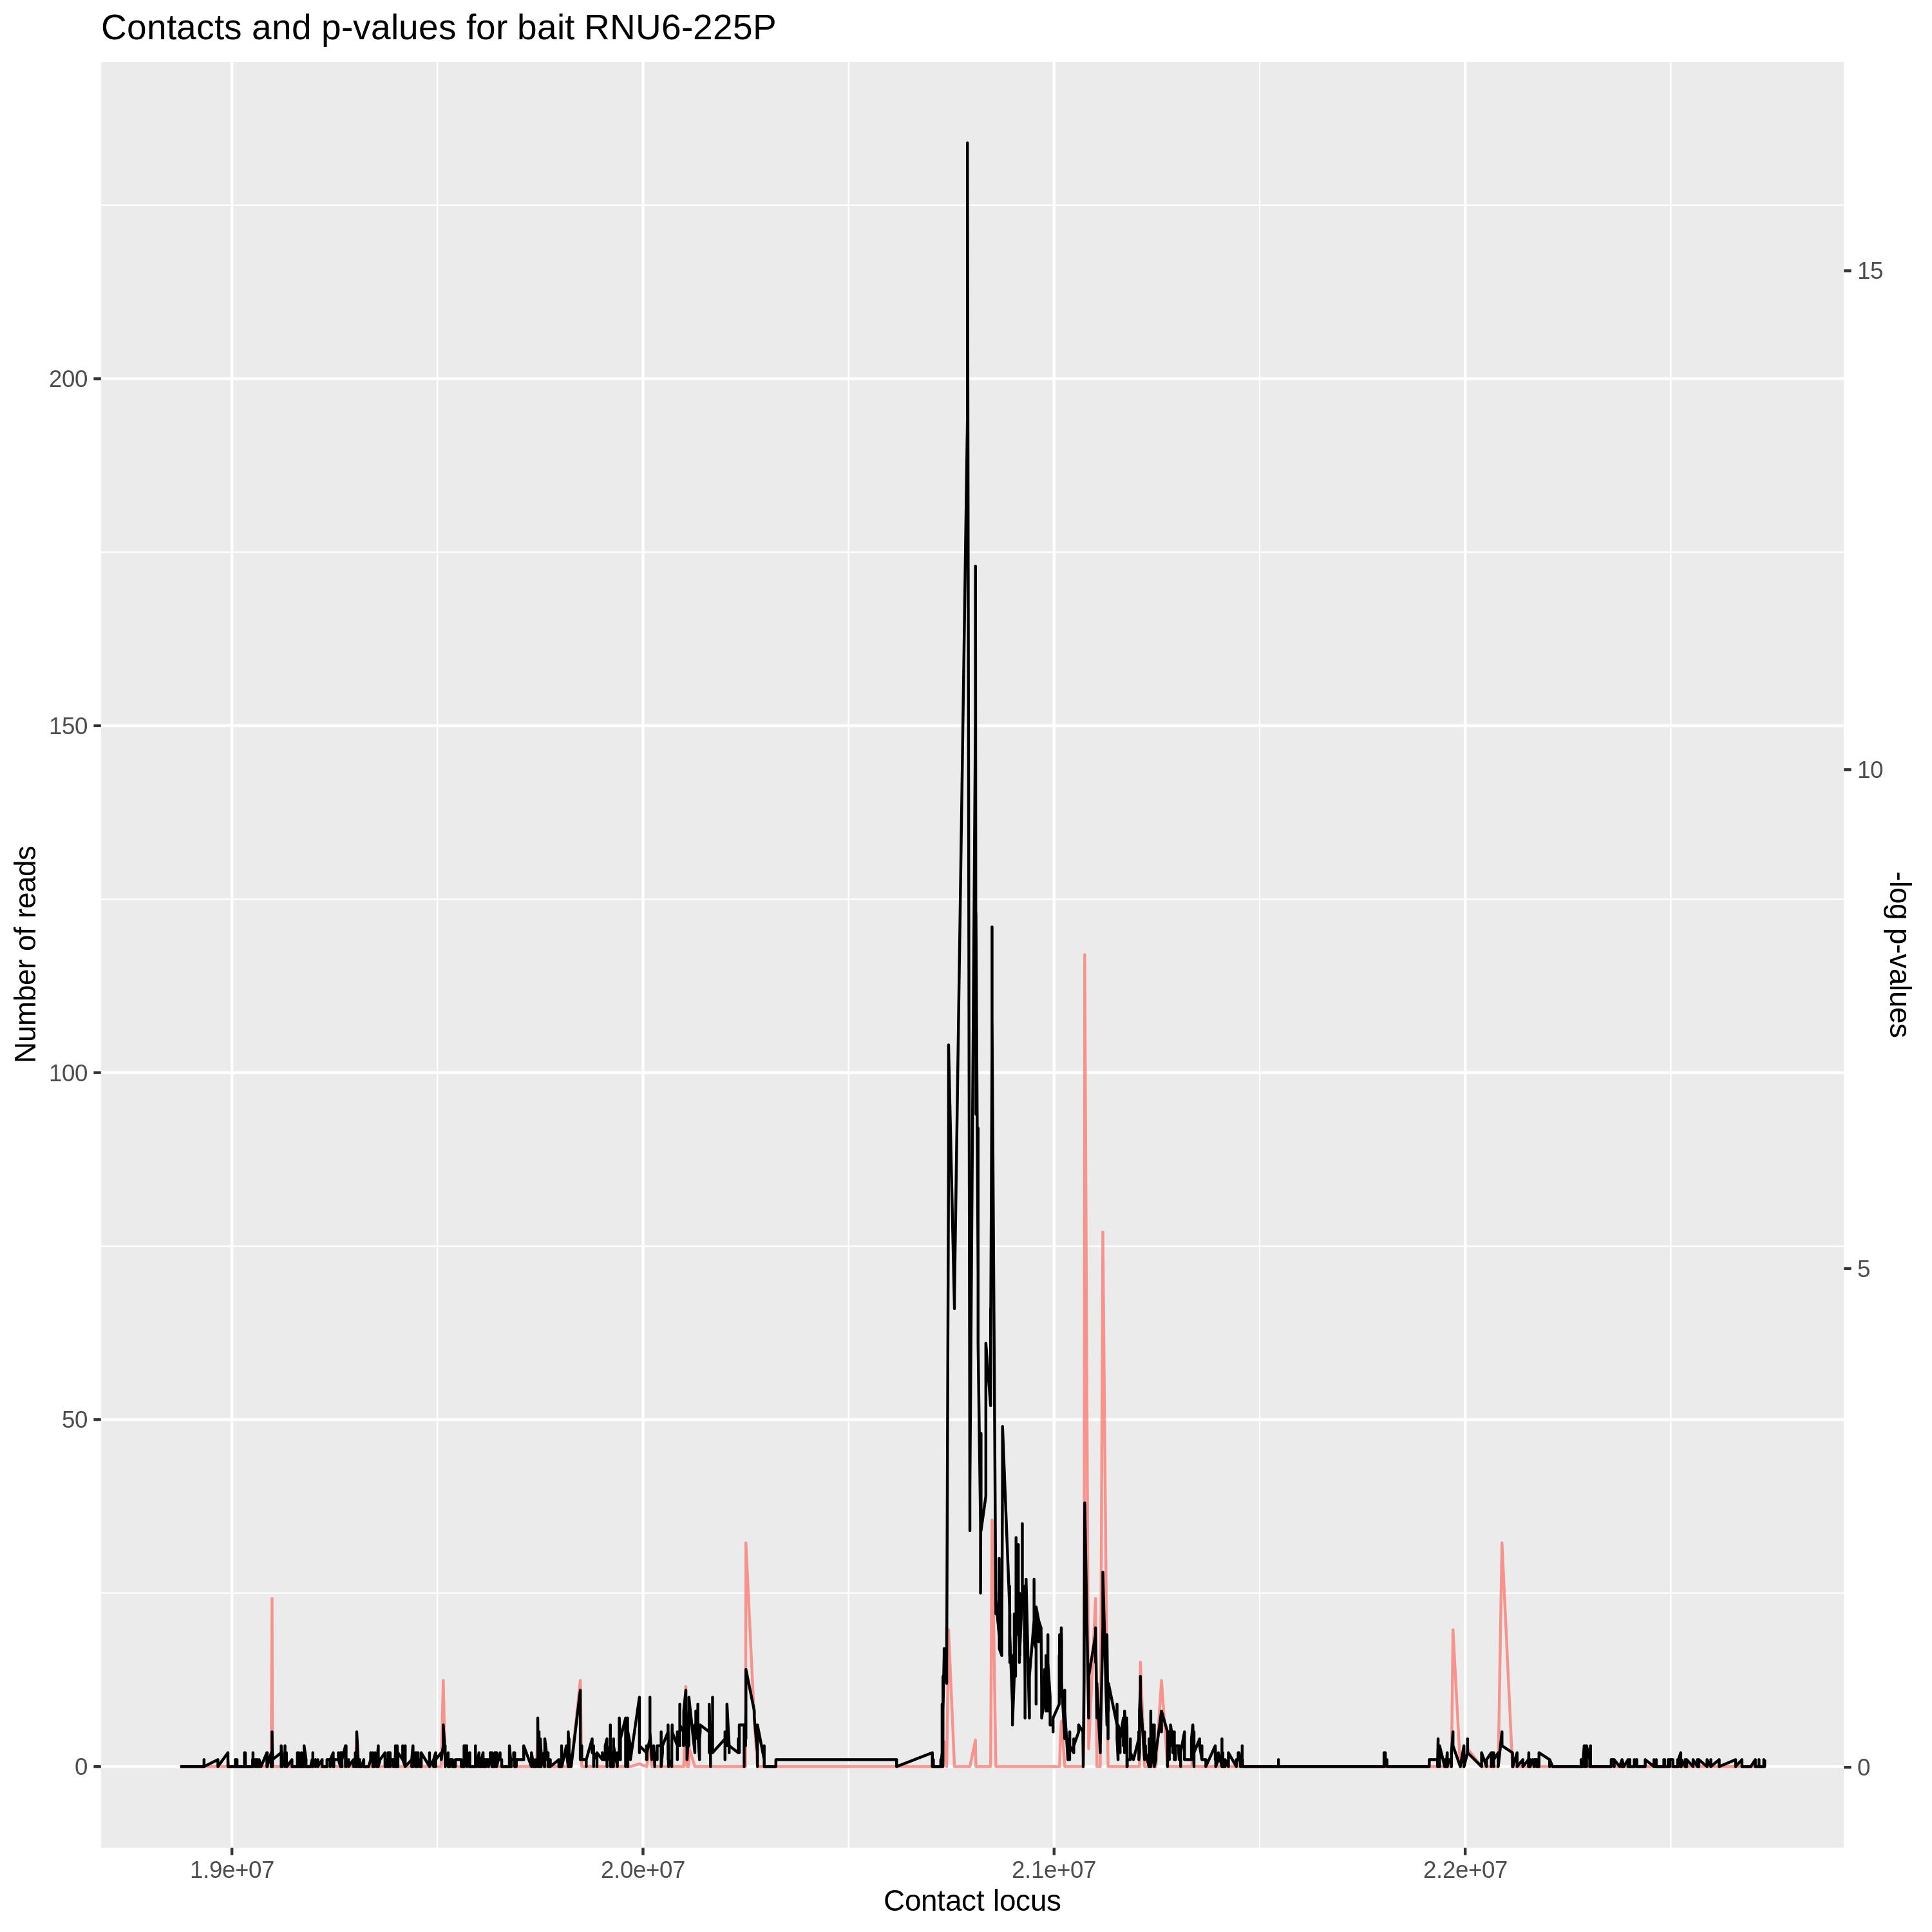 Contacts and p-values for bait RNU6-225P
200
150
100
50
0
Number of reads
15
10
5
0
-log p-values
1.9e+07
2.0e+07
2.1e+07
2.2e+07
Contact locus